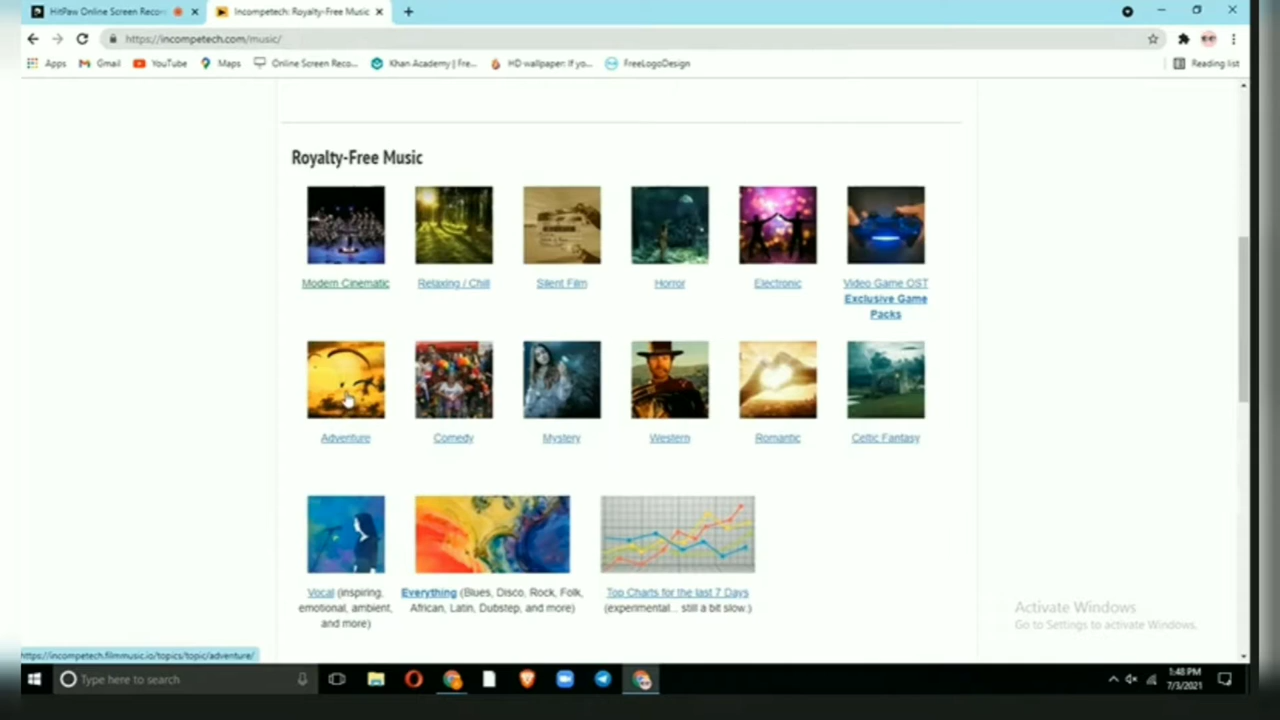 HitPaw Online Screen Recor
Incompetech: Royalty-Free Music
https://incompetech.com/music/
Apps
Gmail
YouTube
Maps
Online Screen Reco...
Khan Academy | Fre...
HD wallpaper: If yo...
FreeLogoDesign
Reading list
Royalty-Free Music
Modern Cinematic
Relaxing / Chill
Silent Film
Horror
Electronic
Video Game OST
Exclusive Game
Packs
Adventure
Comedy
Mystery
Western
Romantic
Celtic Fantasy
Vocal (inspiring,
emotional, ambient,
and more)
Everything (Blues, Disco, Rock, Folk,
African, Latin, Dubstep, and more)
Top Charts for the last 7 Days
(experimental... still a bit slow.)
Activate Windows
Go to Settings to activate Windows.
https://incompetech.filmmusic.io/topics/topic/adventure/
Type here to search
1:48 PM
7/3/2021